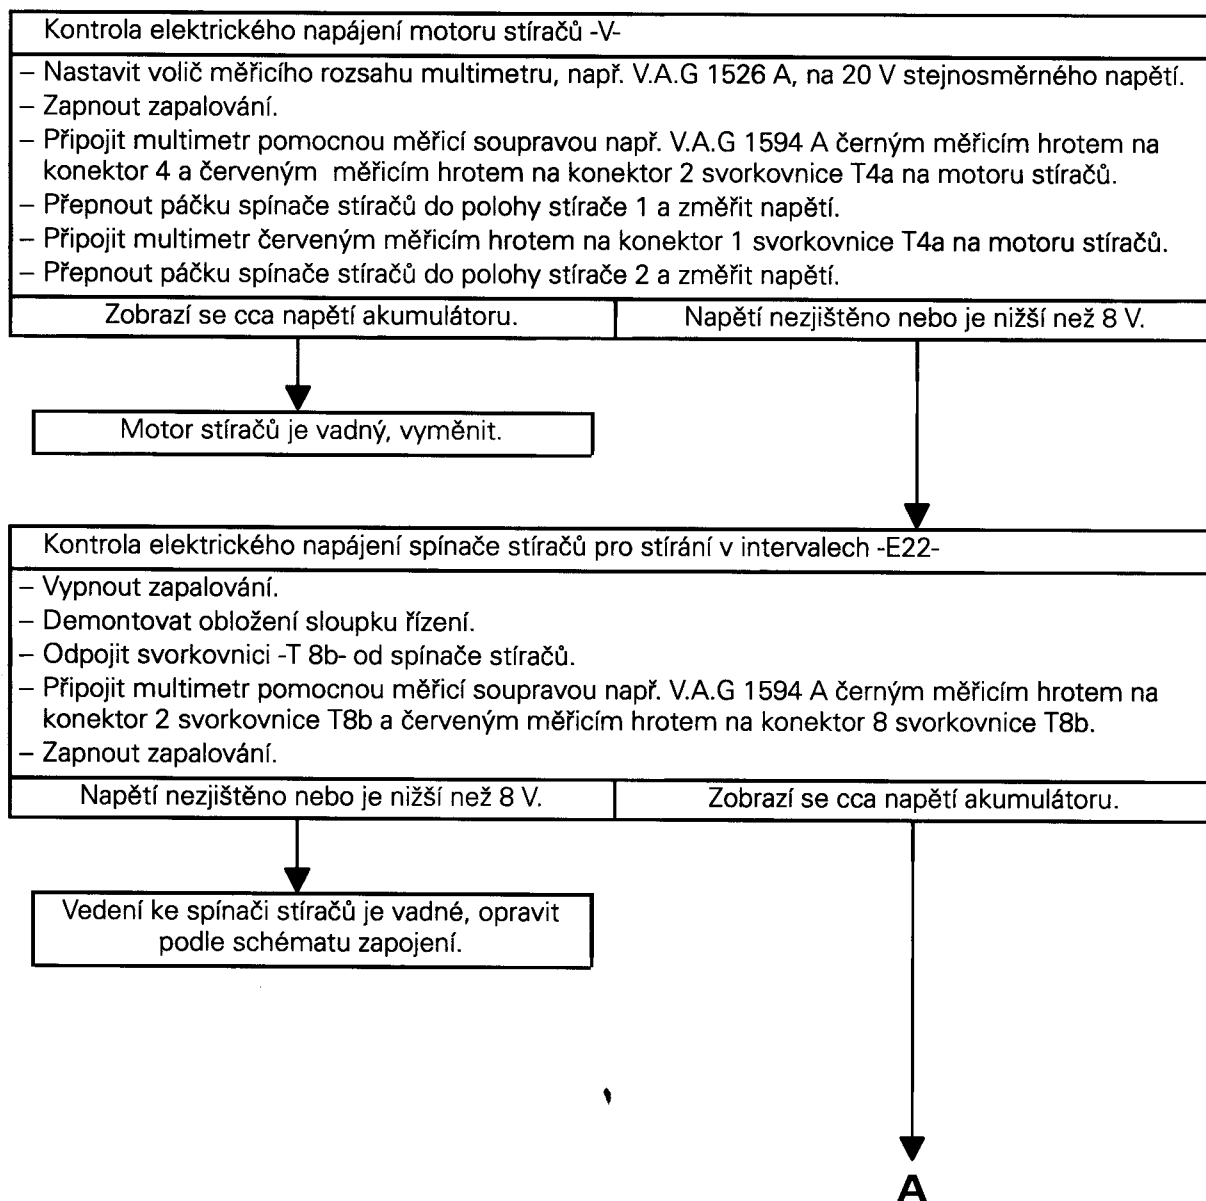 Kontrola elektrického napájení motoru stíračů -V-
– Nastavit volič měřicího rozsahu multimetru, např. V.A.G 1526 A, na 20 V stejnosměrného napětí.
– Zapnout zapalování.
– Připojit multimetr pomocnou měřicí soupravou např. V.A.G 1594 A černým měřicím hrotem na
konektor 4 a červeným měřicím hrotem na konektor 2 svorkovnice T4a na motoru stíračů.
– Přepnout páčku spínače stíračů do polohy stírače 1 a změřit napětí.
– Připojit multimetr červeným měřicím hrotem na konektor 1 svorkovnice T4a na motoru stíračů.
– Přepnout páčku spínače stíračů do polohy stírače 2 a změřit napětí.
Zobrazí se cca napětí akumulátoru.
Napětí nezjištěno nebo je nižší než 8 V.
Motor stíračů je vadný, vyměnit.
Kontrola elektrického napájení spínače stíračů pro stírání v intervalech -E22-
– Vypnout zapalování.
– Demontovat obložení sloupku řízení.
– Odpojit svorkovnici -T 8b- od spínače stíračů.
– Připojit multimetr pomocnou měřicí soupravou např. V.A.G 1594 A černým měřicím hrotem na
konektor 2 svorkovnice T8b a červeným měřicím hrotem na konektor 8 svorkovnice T8b.
– Zapnout zapalování.
Napětí nezjištěno nebo je nižší než 8 V.
Zobrazí se cca napětí akumulátoru.
Vedení ke spínači stíračů je vadné, opravit
podle schématu zapojení.
A